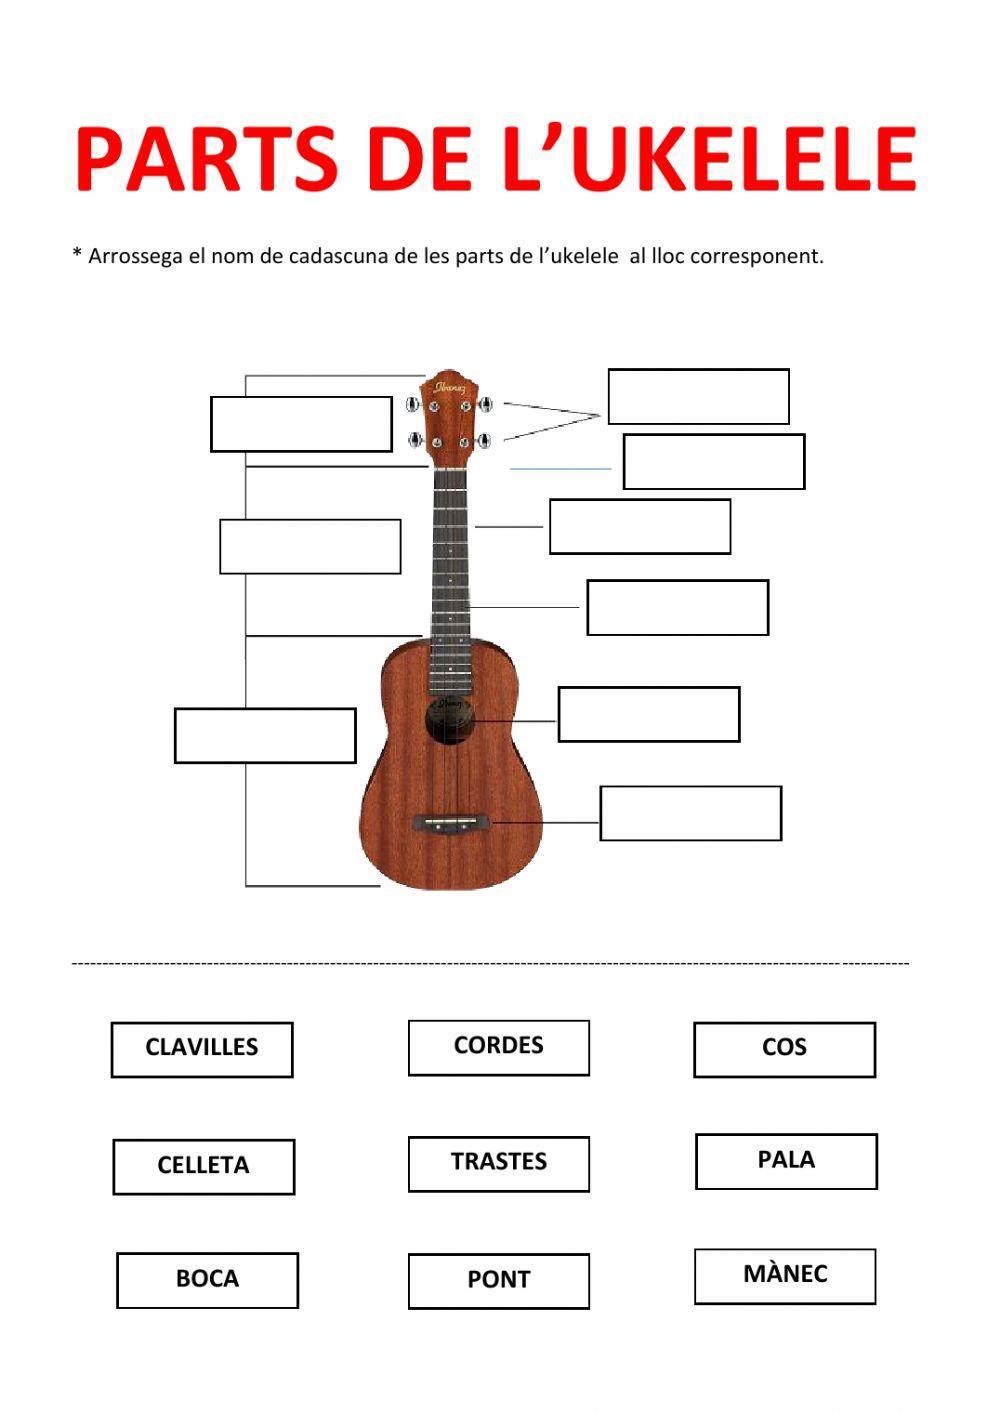 PARTS DE L’UKELELE
* Arrossega el nom de cadascuna de les parts de l’ukelele  al lloc corresponent.
Ibanez
Ibanez
CLAVILLES
CORDES
COS
CELLETA
TRASTES
PALA
BOCA
PONT
MÀNEC